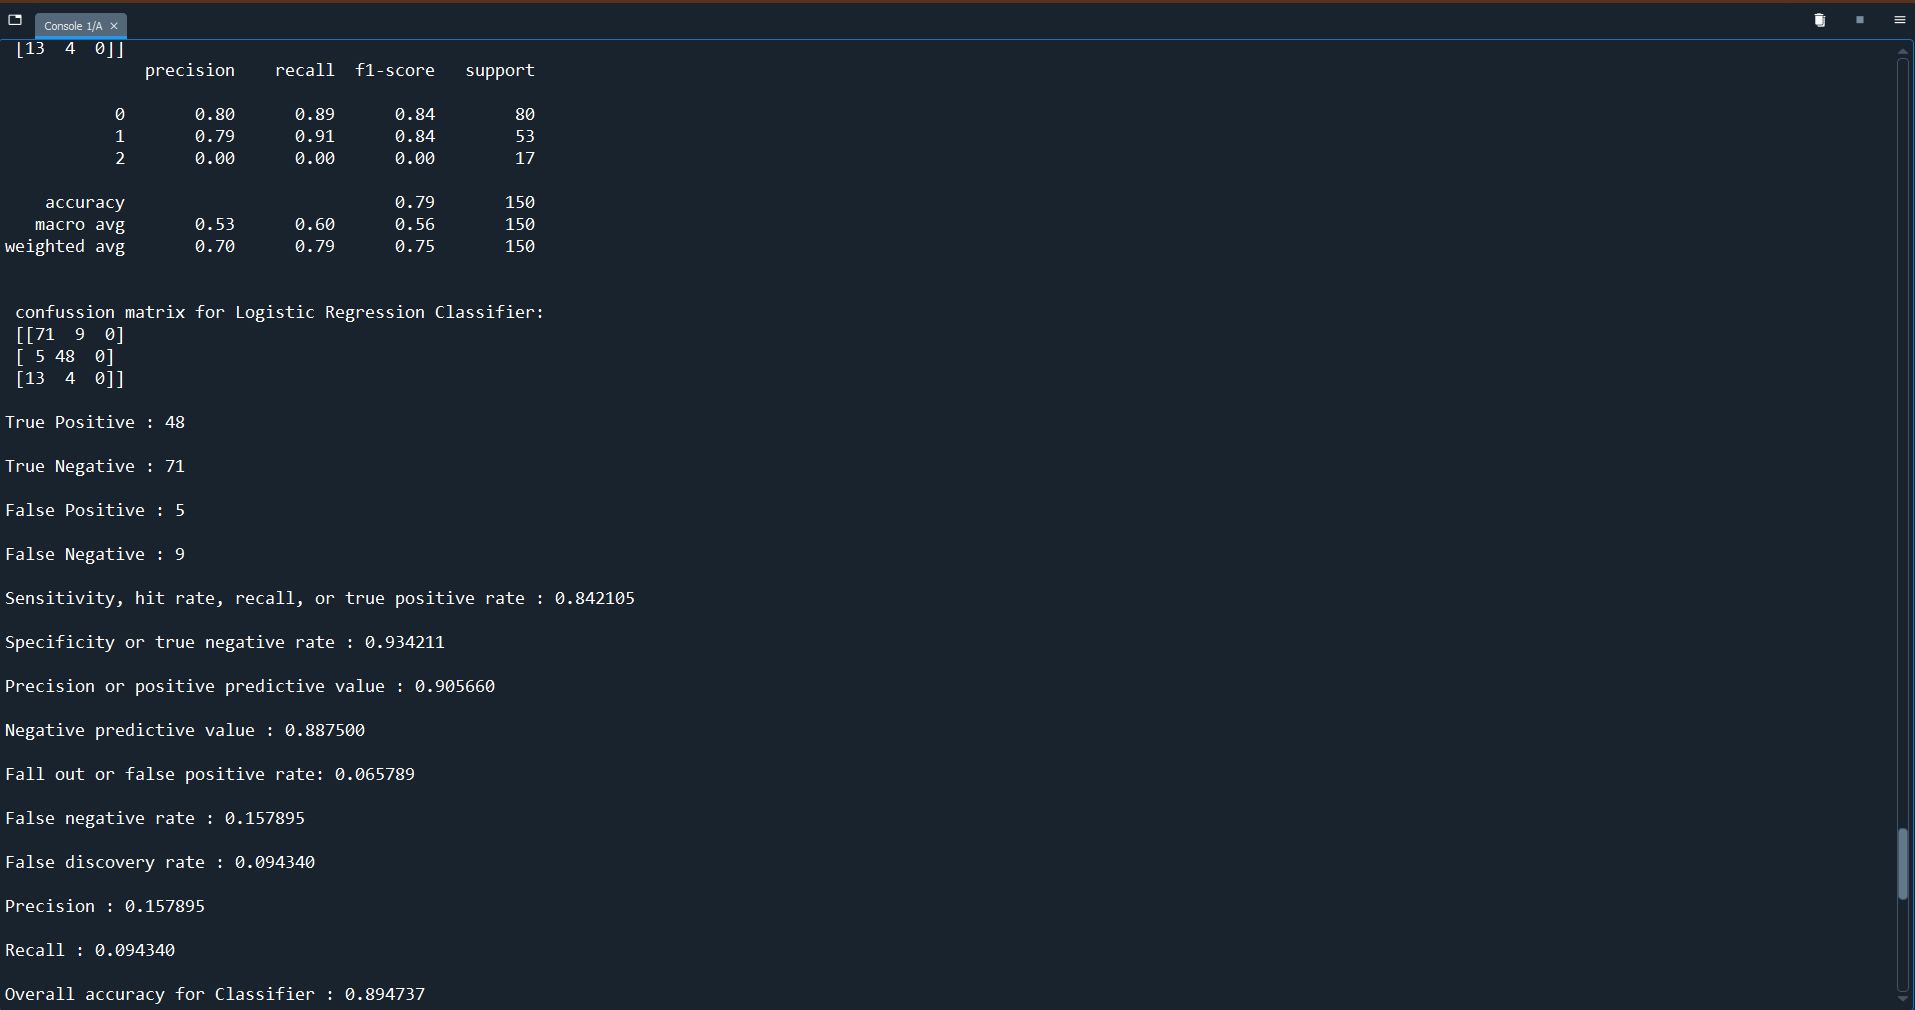 Console 1/A
[13  4  0]]
precision    recall  f1-score   support
0       0.80      0.89      0.84        80
1       0.79      0.91      0.84        53
2       0.00      0.00      0.00        17
accuracy                           0.79       150
macro avg       0.53      0.60      0.56       150
weighted avg       0.70      0.79      0.75       150
confussion matrix for Logistic Regression Classifier:
[[71  9  0]
[ 5 48  0]
[13  4  0]]
True Positive : 48
True Negative : 71
False Positive : 5
False Negative : 9
Sensitivity, hit rate, recall, or true positive rate : 0.842105
Specificity or true negative rate : 0.934211
Precision or positive predictive value : 0.905660
Negative predictive value : 0.887500
Fall out or false positive rate: 0.065789
False negative rate : 0.157895
False discovery rate : 0.094340
Precision : 0.157895
Recall : 0.094340
Overall accuracy for Classifier : 0.894737